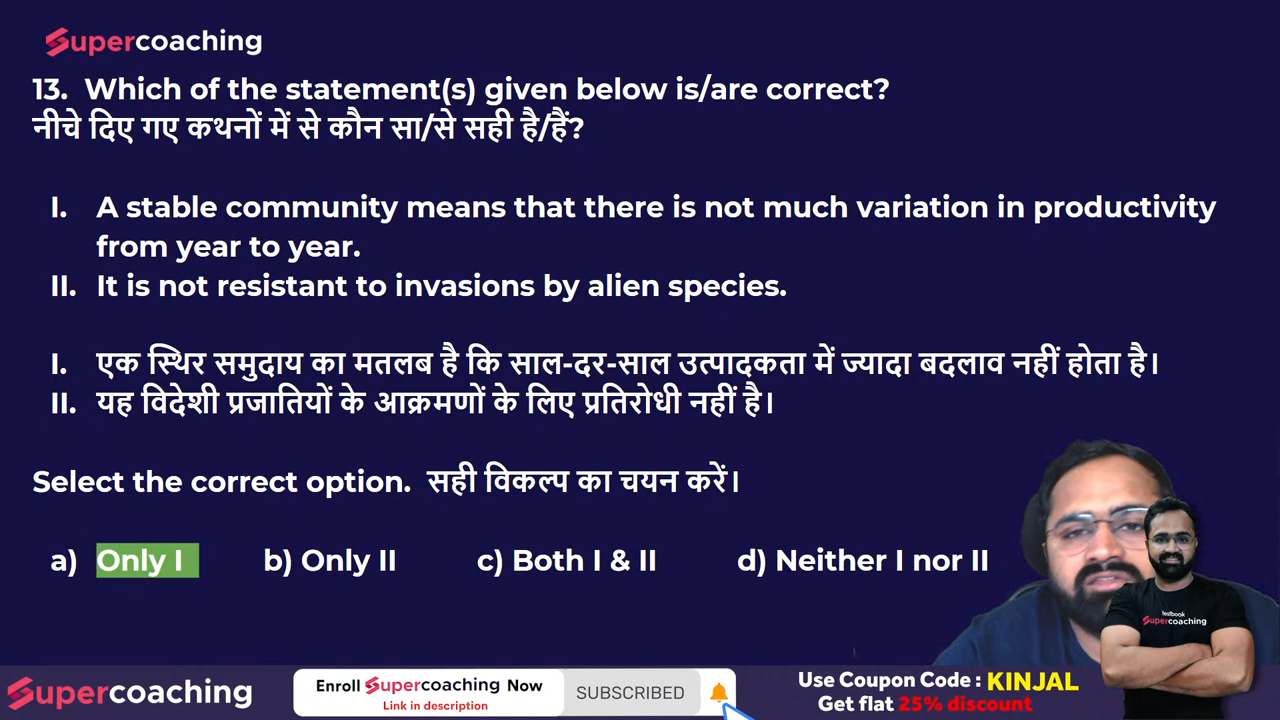 Supercoaching
13. Which of the statement(s) given below is/are correct?
नीचे दिए गए कथनों में से कौन सा/से सही है/हैं?
I. A stable community means that there is not much variation in productivity
from year to year.
II. It is not resistant to invasions by alien species.
I. एक स्थिर समुदाय का मतलब है कि साल-दर-साल उत्पादकता में ज्यादा बदलाव नहीं होता है।
II. यह विदेशी प्रजातियों के आक्रमणों के लिए प्रतिरोधी नहीं है।
Select the correct option. सही विकल्प का चयन करें।
a) Only I b) Only II c) Both I & II d) Neither I nor II
testbook
Supercoaching
Supercoaching
Enroll Supercoaching Now
Link in description
SUBSCRIBED
Use Coupon Code : KINJAL
Get flat 25% discount